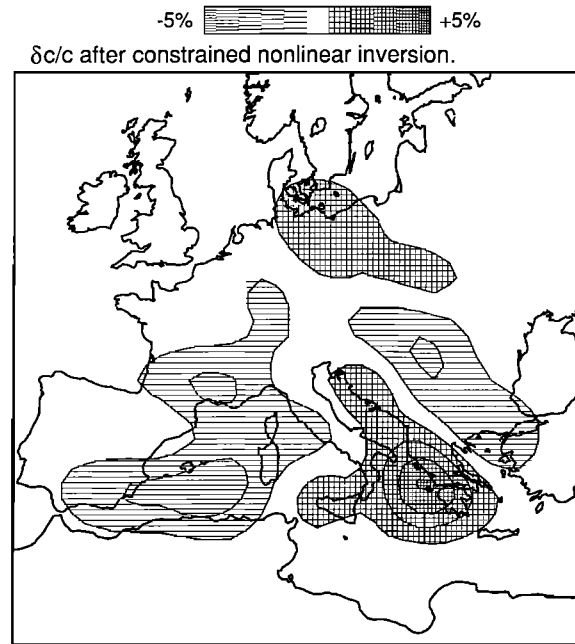 -5% +5%
δc/c after constrained nonlinear inversion.